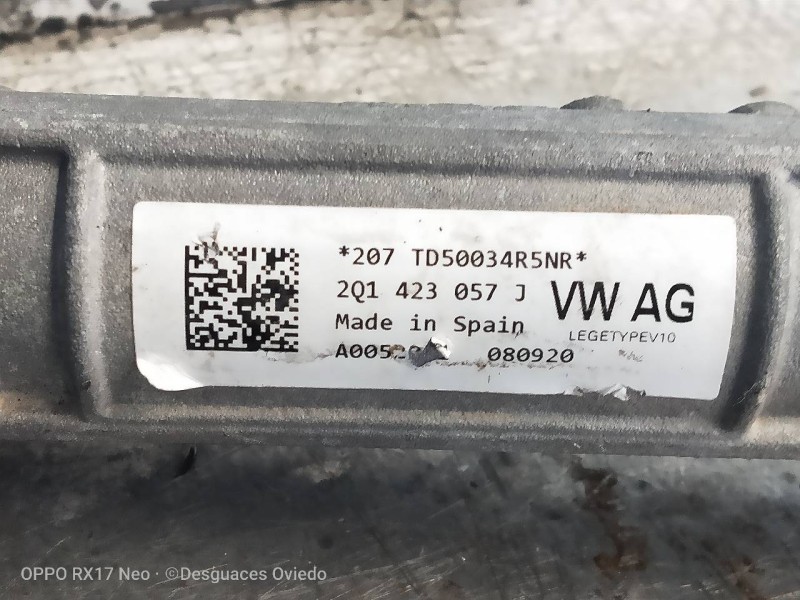 *207 TD50034R5NR*
2Q1 423 057 J
VW AG
Made in Spain
LEGETYPEV10
080920
OPPO RX17 Neo · ©Desguaces Oviedo